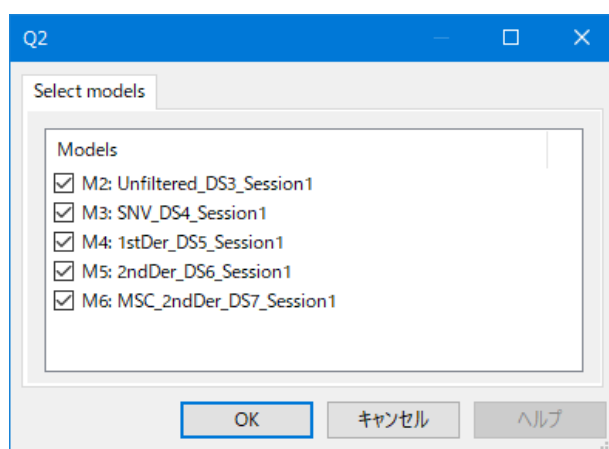 Q2
Select models
Models
M2: Unfiltered_DS3_Session1
M3: SNV_DS4_Session1
M4: 1stDer_DS5_Session1
M5: 2ndDer_DS6_Session1
M6: MSC_2ndDer_DS7_Session1
OK キャンセル ヘルプ